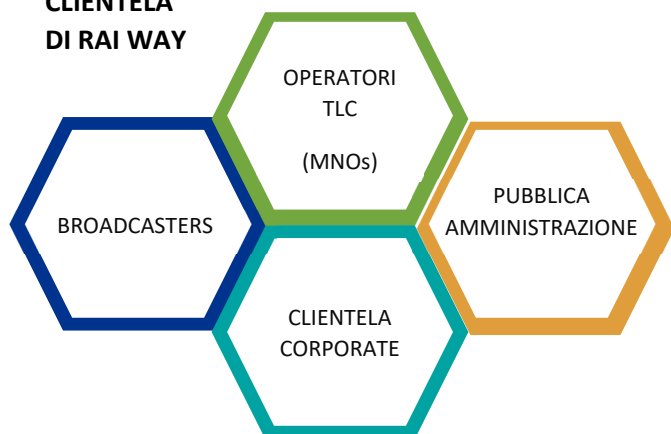 CLIENTELA
DI RAI WAY
OPERATORI
TLC
(MNOs)
BROADCASTERS
PUBBLICA
AMMINISTRAZIONE
CLIENTELA
CORPORATE